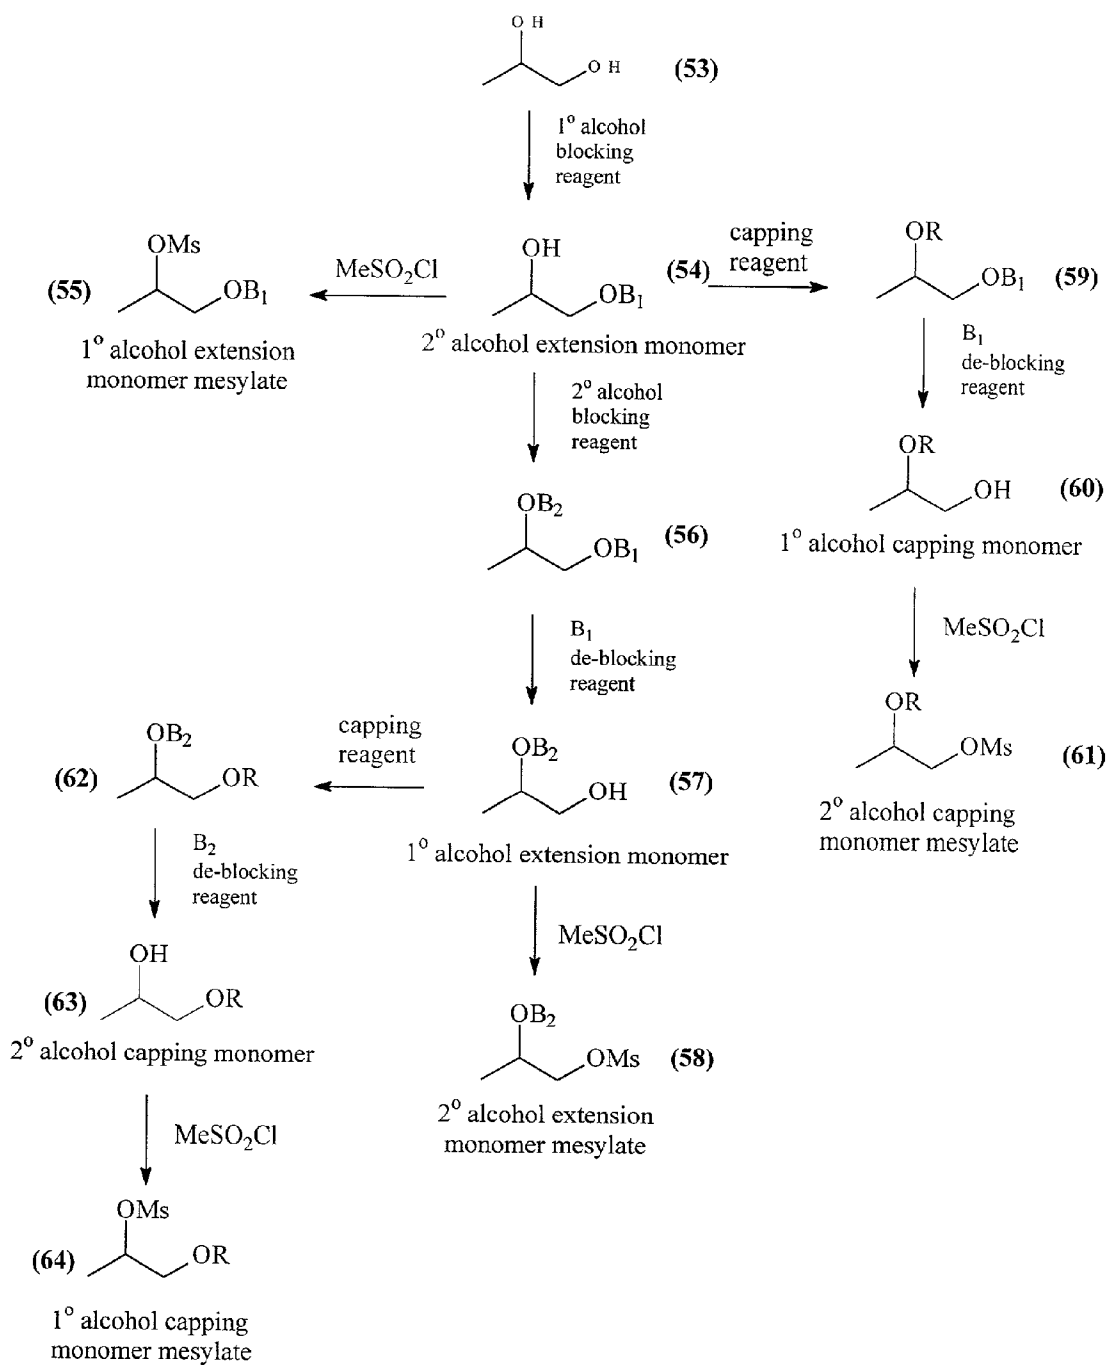 OH
OH
(53)
1° alcohol
blocking
reagent
OMs
OB₁
(55)
1° alcohol extension
monomer mesylate
MeSO₂Cl
OH
OB₁
(54)
2° alcohol extension monomer
capping
reagent
OR
OB₁
(59)
B₁
de-blocking
reagent
2° alcohol
blocking
reagent
OR
OH
(60)
1° alcohol capping monomer
OB₂
OB₁
(56)
MeSO₂Cl
B₁
de-blocking
reagent
OR
OMs
(61)
2° alcohol capping
monomer mesylate
OB₂
OR
(62)
capping
reagent
OB₂
OH
(57)
1° alcohol extension monomer
B₂
de-blocking
reagent
MeSO₂Cl
OH
OR
(63)
2° alcohol capping monomer
OB₂
OMs
(58)
2° alcohol extension
monomer mesylate
MeSO₂Cl
OMs
OR
(64)
1° alcohol capping
monomer mesylate